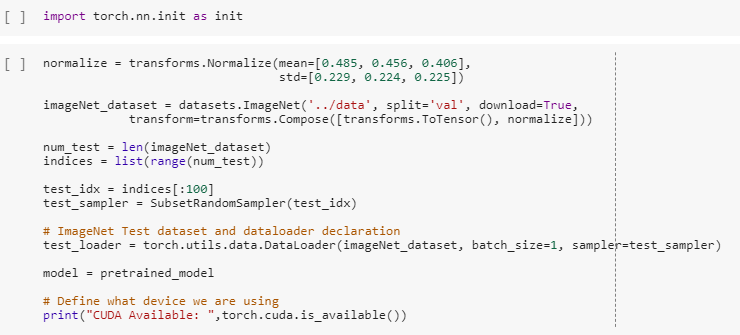 [ ] import torch.nn.init as init
[ ] normalize = transforms.Normalize(mean=[0.485, 0.456, 0.406],
std=[0.229, 0.224, 0.225])
imageNet_dataset = datasets.ImageNet('../data', split='val', download=True,
transform=transforms.Compose([transforms.ToTensor(), normalize]))
num_test = len(imageNet_dataset)
indices = list(range(num_test))
test_idx = indices[:100]
test_sampler = SubsetRandomSampler(test_idx)
# ImageNet Test dataset and dataloader declaration
test_loader = torch.utils.data.DataLoader(imageNet_dataset, batch_size=1, sampler=test_sampler)
model = pretrained_model
# Define what device we are using
print("CUDA Available: ",torch.cuda.is_available())